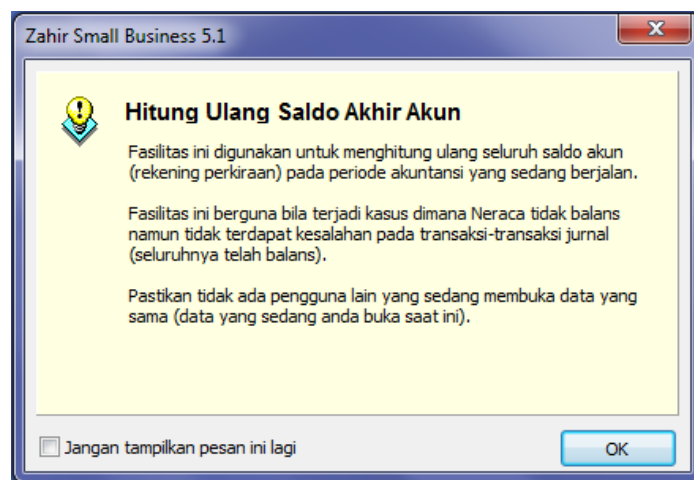 Zahir Small Business 5.1
Hitung Ulang Saldo Akhir Akun
Fasilitas ini digunakan untuk menghitung ulang seluruh saldo akun
(rekening perkiraan) pada periode akuntansi yang sedang berjalan.
Fasilitas ini berguna bila terjadi kasus dimana Neraca tidak balans
namun tidak terdapat kesalahan pada transaksi-transaksi jurnal
(seluruhnya telah balans).
Pastikan tidak ada pengguna lain yang sedang membuka data yang
sama (data yang sedang anda buka saat ini).
Jangan tampilkan pesan ini lagi
OK